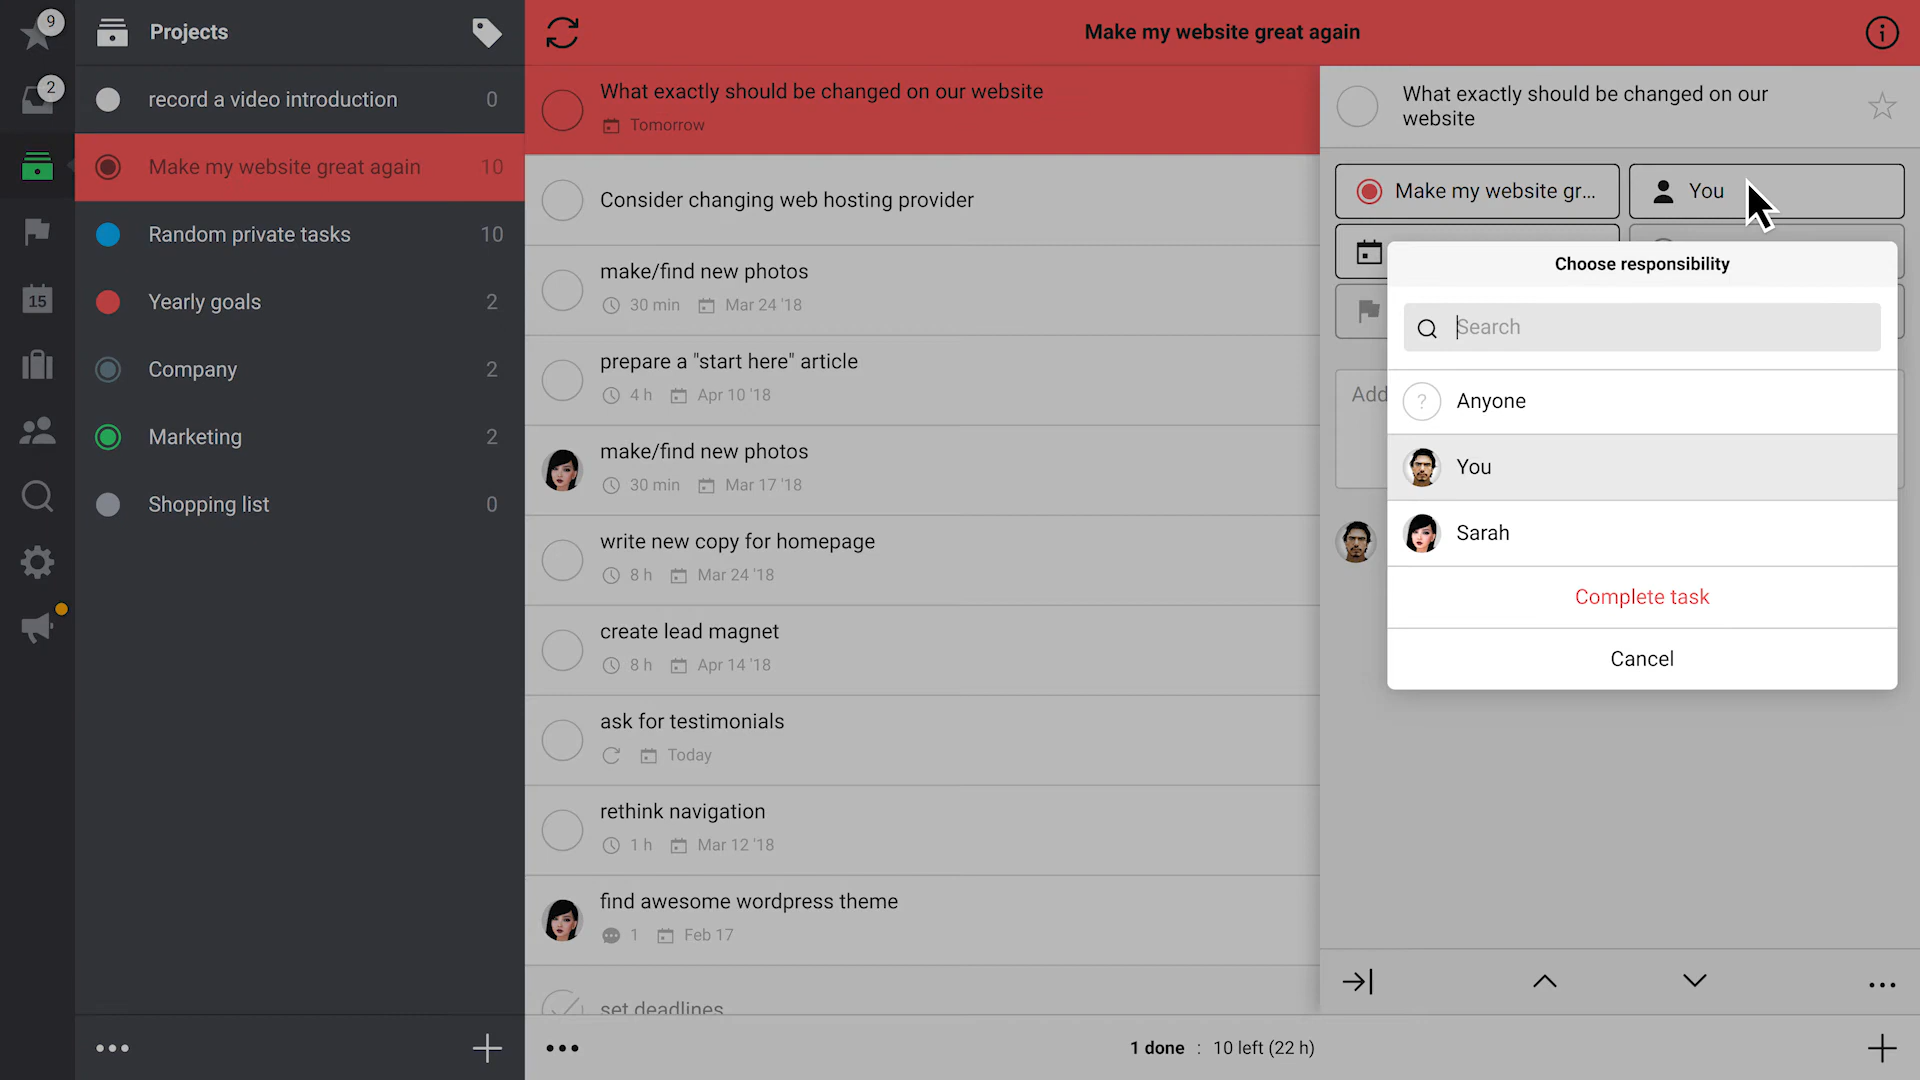 9
Projects
Make my website great again
2
record a video introduction 0
Make my website great again 10
Random private tasks 10
Yearly goals 2
15
Company 2
Marketing 2
Shopping list 0
What exactly should be changed on our website
Tomorrow
Consider changing web hosting provider
make/find new photos
30 min Mar 24 '18
prepare a "start here" article
4 h Apr 10 '18
make/find new photos
30 min Mar 17 '18
write new copy for homepage
8 h Mar 24 '18
create lead magnet
8 h Apr 14 '18
ask for testimonials
Today
rethink navigation
1 h Mar 12 '18
find awesome wordpress theme
1 Feb 17
set deadlines
1 done : 10 left (22 h)
What exactly should be changed on our
website
Make my website gr...
You
Add
Choose responsibility
Search
? Anyone
You
Sarah
Complete task
Cancel